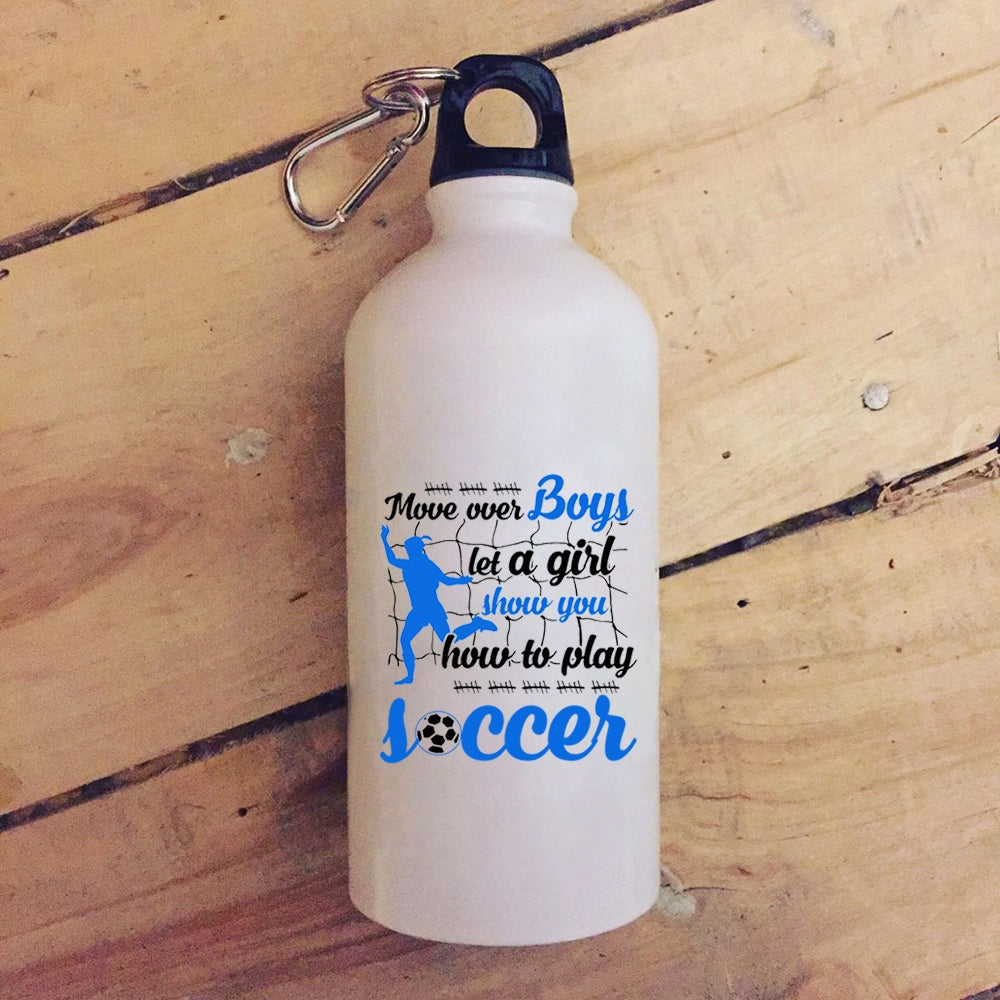 Move over Boys
let a girl
show you
how to play
soccer